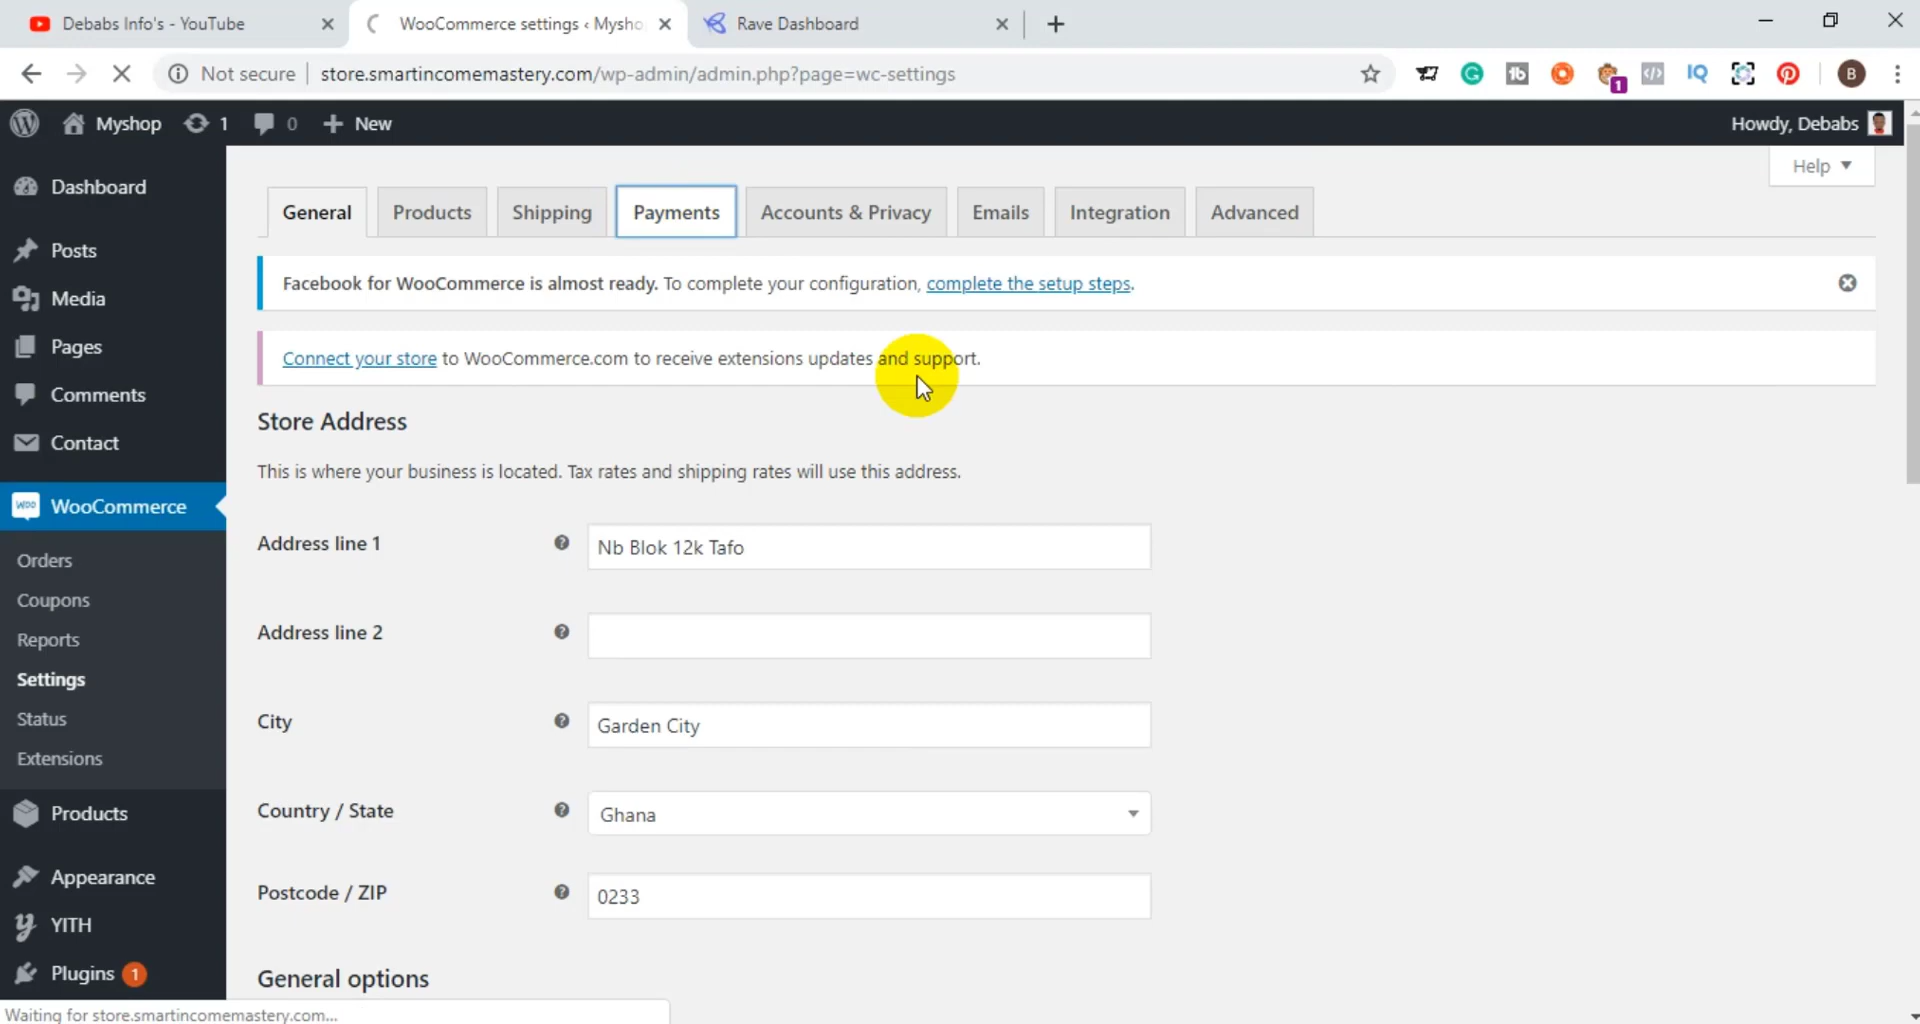 Debabs Info's - YouTube
WooCommerce settings ‹ Mysho
Rave Dashboard
Not secure
store.smartincomemastery.com/wp-admin/admin.php?page=wc-settings
1
B
Myshop
1
0
New
Howdy, Debabs
Help
Dashboard
Posts
Media
Pages
Comments
Contact
WooCommerce
Orders
Coupons
Reports
Settings
Status
Extensions
Products
Appearance
YITH
Plugins 1
General
Products
Shipping
Payments
Accounts & Privacy
Emails
Integration
Advanced
Facebook for WooCommerce is almost ready. To complete your configuration, complete the setup steps.
Connect your store to WooCommerce.com to receive extensions updates and support.
Store Address
This is where your business is located. Tax rates and shipping rates will use this address.
Address line 1
Nb Blok 12k Tafo
Address line 2
City
Garden City
Country / State
Ghana
Postcode / ZIP
0233
General options
Waiting for store.smartincomemastery.com...